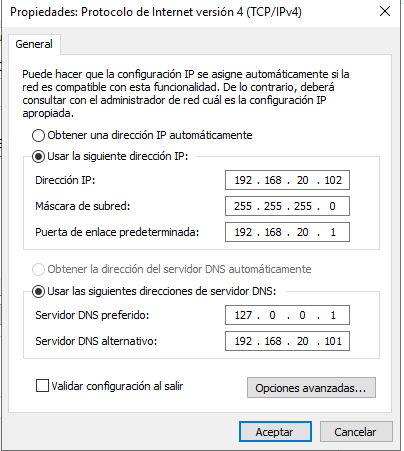 Propiedades: Protocolo de Internet versión 4 (TCP/IPv4)
General
Puede hacer que la configuración IP se asigne automáticamente si la
red es compatible con esta funcionalidad. De lo contrario, deberá
consultar con el administrador de red cuál es la configuración IP
apropiada.
Obtener una dirección IP automáticamente
Usar la siguiente dirección IP:
Dirección IP: 192 . 168 . 20 . 102
Máscara de subred: 255 . 255 . 255 . 0
Puerta de enlace predeterminada: 192 . 168 . 20 . 1
Obtener la dirección del servidor DNS automáticamente
Usar las siguientes direcciones de servidor DNS:
Servidor DNS preferido: 127 . 0 . 0 . 1
Servidor DNS alternativo: 192 . 168 . 20 . 101
Validar configuración al salir
Opciones avanzadas...
Aceptar
Cancelar